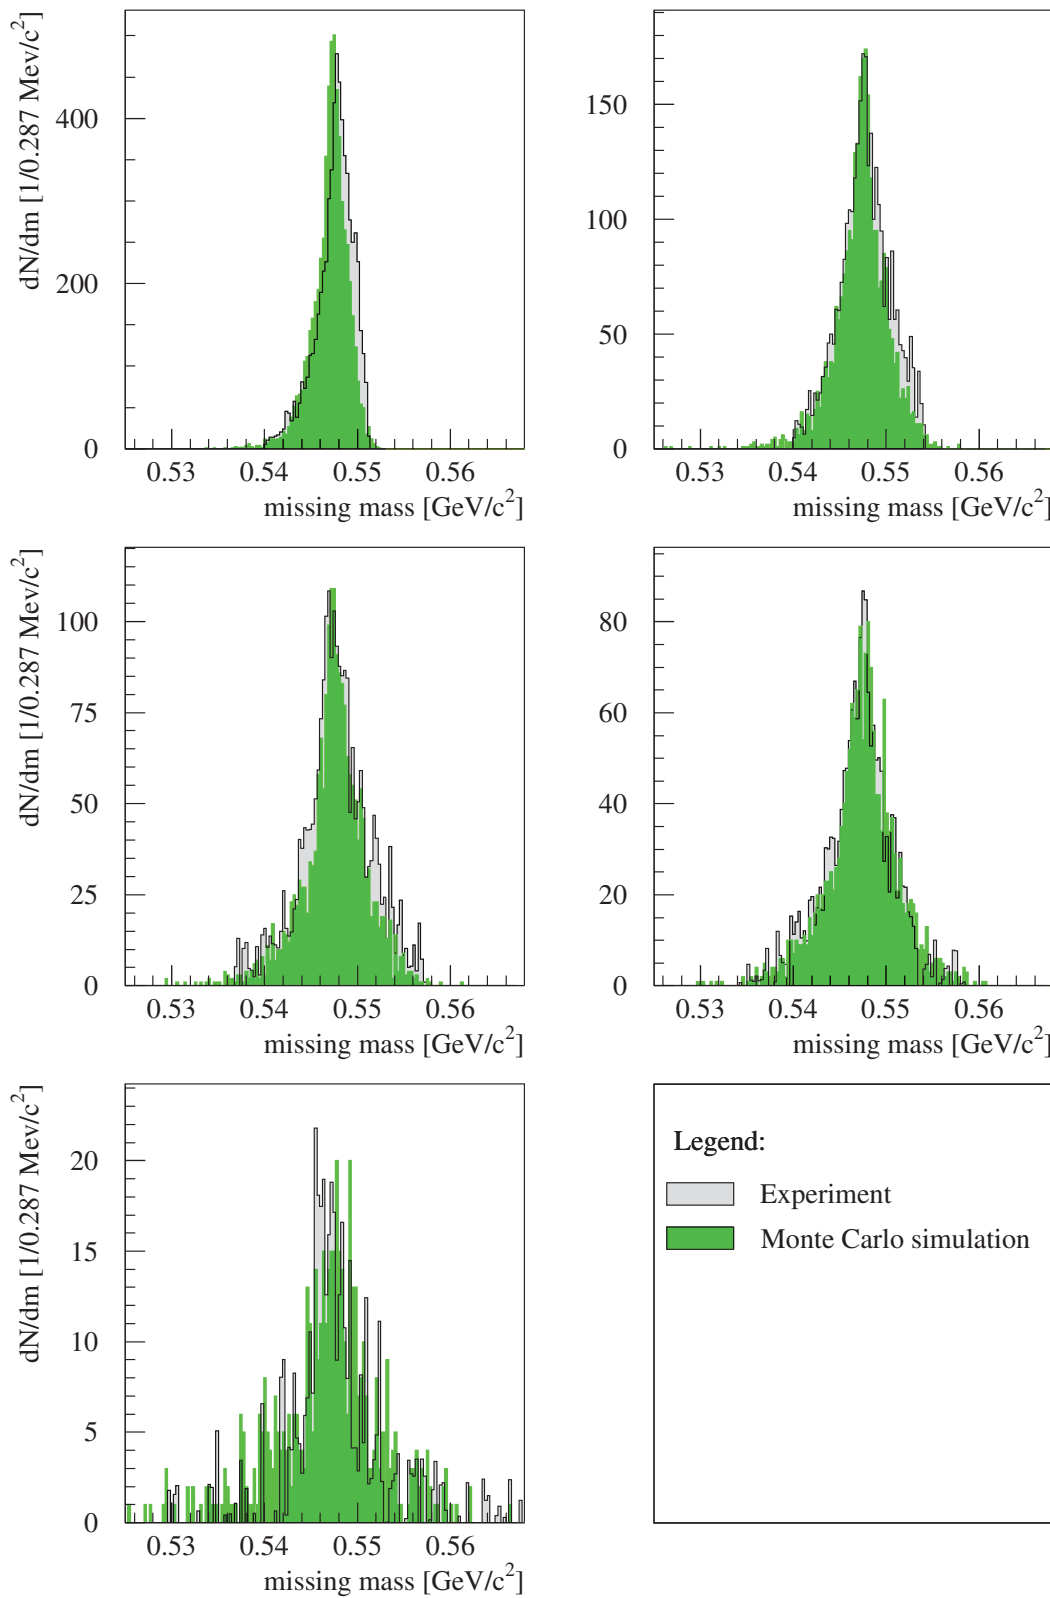 dN/dm [1/0.287 Mev/c²]
400
200
0
0.53 0.54 0.55 0.56
missing mass [GeV/c²]
150
100
50
0
0.53 0.54 0.55 0.56
missing mass [GeV/c²]
dN/dm [1/0.287 Mev/c²]
100
75
50
25
0
0.53 0.54 0.55 0.56
missing mass [GeV/c²]
80
60
40
20
0
0.53 0.54 0.55 0.56
missing mass [GeV/c²]
dN/dm [1/0.287 Mev/c²]
20
15
10
5
0
0.53 0.54 0.55 0.56
missing mass [GeV/c²]
Legend:
Experiment
Monte Carlo simulation